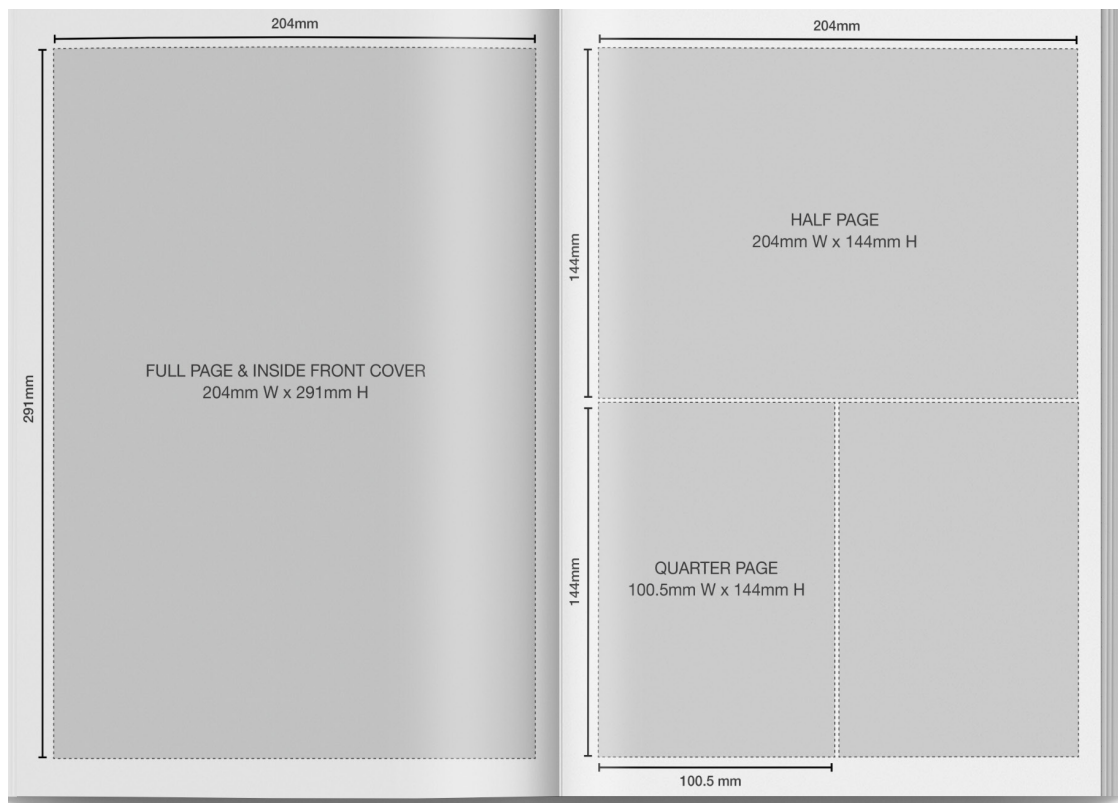 204mm
291mm
FULL PAGE & INSIDE FRONT COVER
204mm W x 291mm H
204mm
144mm
HALF PAGE
204mm W x 144mm H
144mm
QUARTER PAGE
100.5mm W x 144mm H
100.5 mm